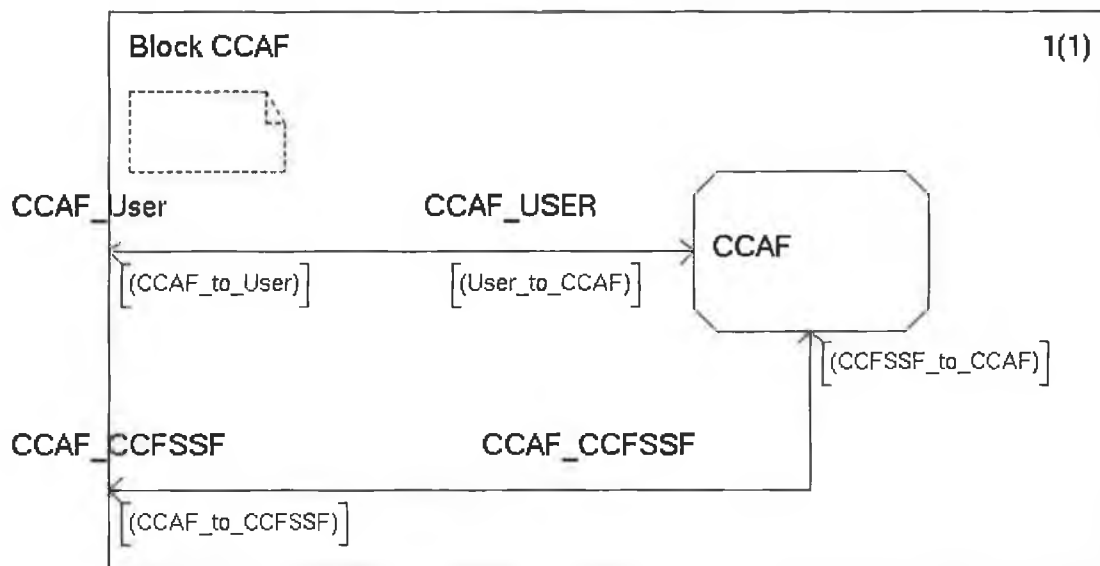 Block CCAF
1(1)
CCAF_User
CCAF_USER
CCAF
[(CCAF_to_User)]
[(User_to_CCAF)]
[(CCFSSF_to_CCAF)]
CCAF_CCFSSF
CCAF_CCFSSF
[(CCAF_to_CCFSSF)]